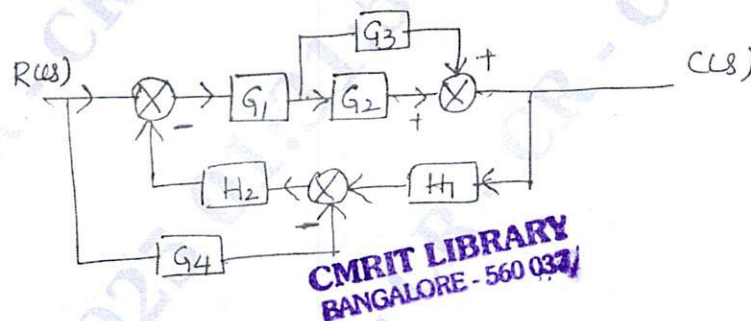 G3
R(s)
C(s)
+
G1
G2
-
+
H2
H1
-
G4
CMRIT LIBRARY
BANGALORE - 560 037